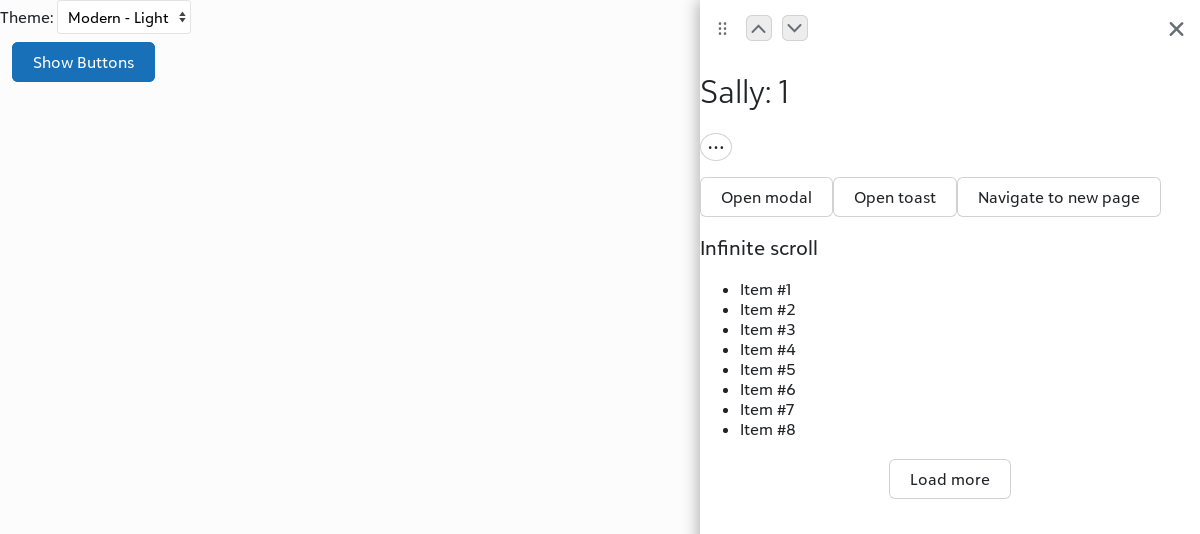 Theme: Modern - Light
Show Buttons
Sally: 1
Open modal Open toast Navigate to new page
Infinite scroll
Item #1
Item #2
Item #3
Item #4
Item #5
Item #6
Item #7
Item #8
Load more